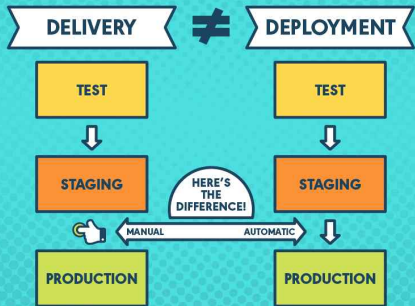 DELIVERY ≠ DEPLOYMENT
TEST
TEST
STAGING
STAGING
HERE'S
THE
DIFFERENCE!
MANUAL
AUTOMATIC
PRODUCTION
PRODUCTION